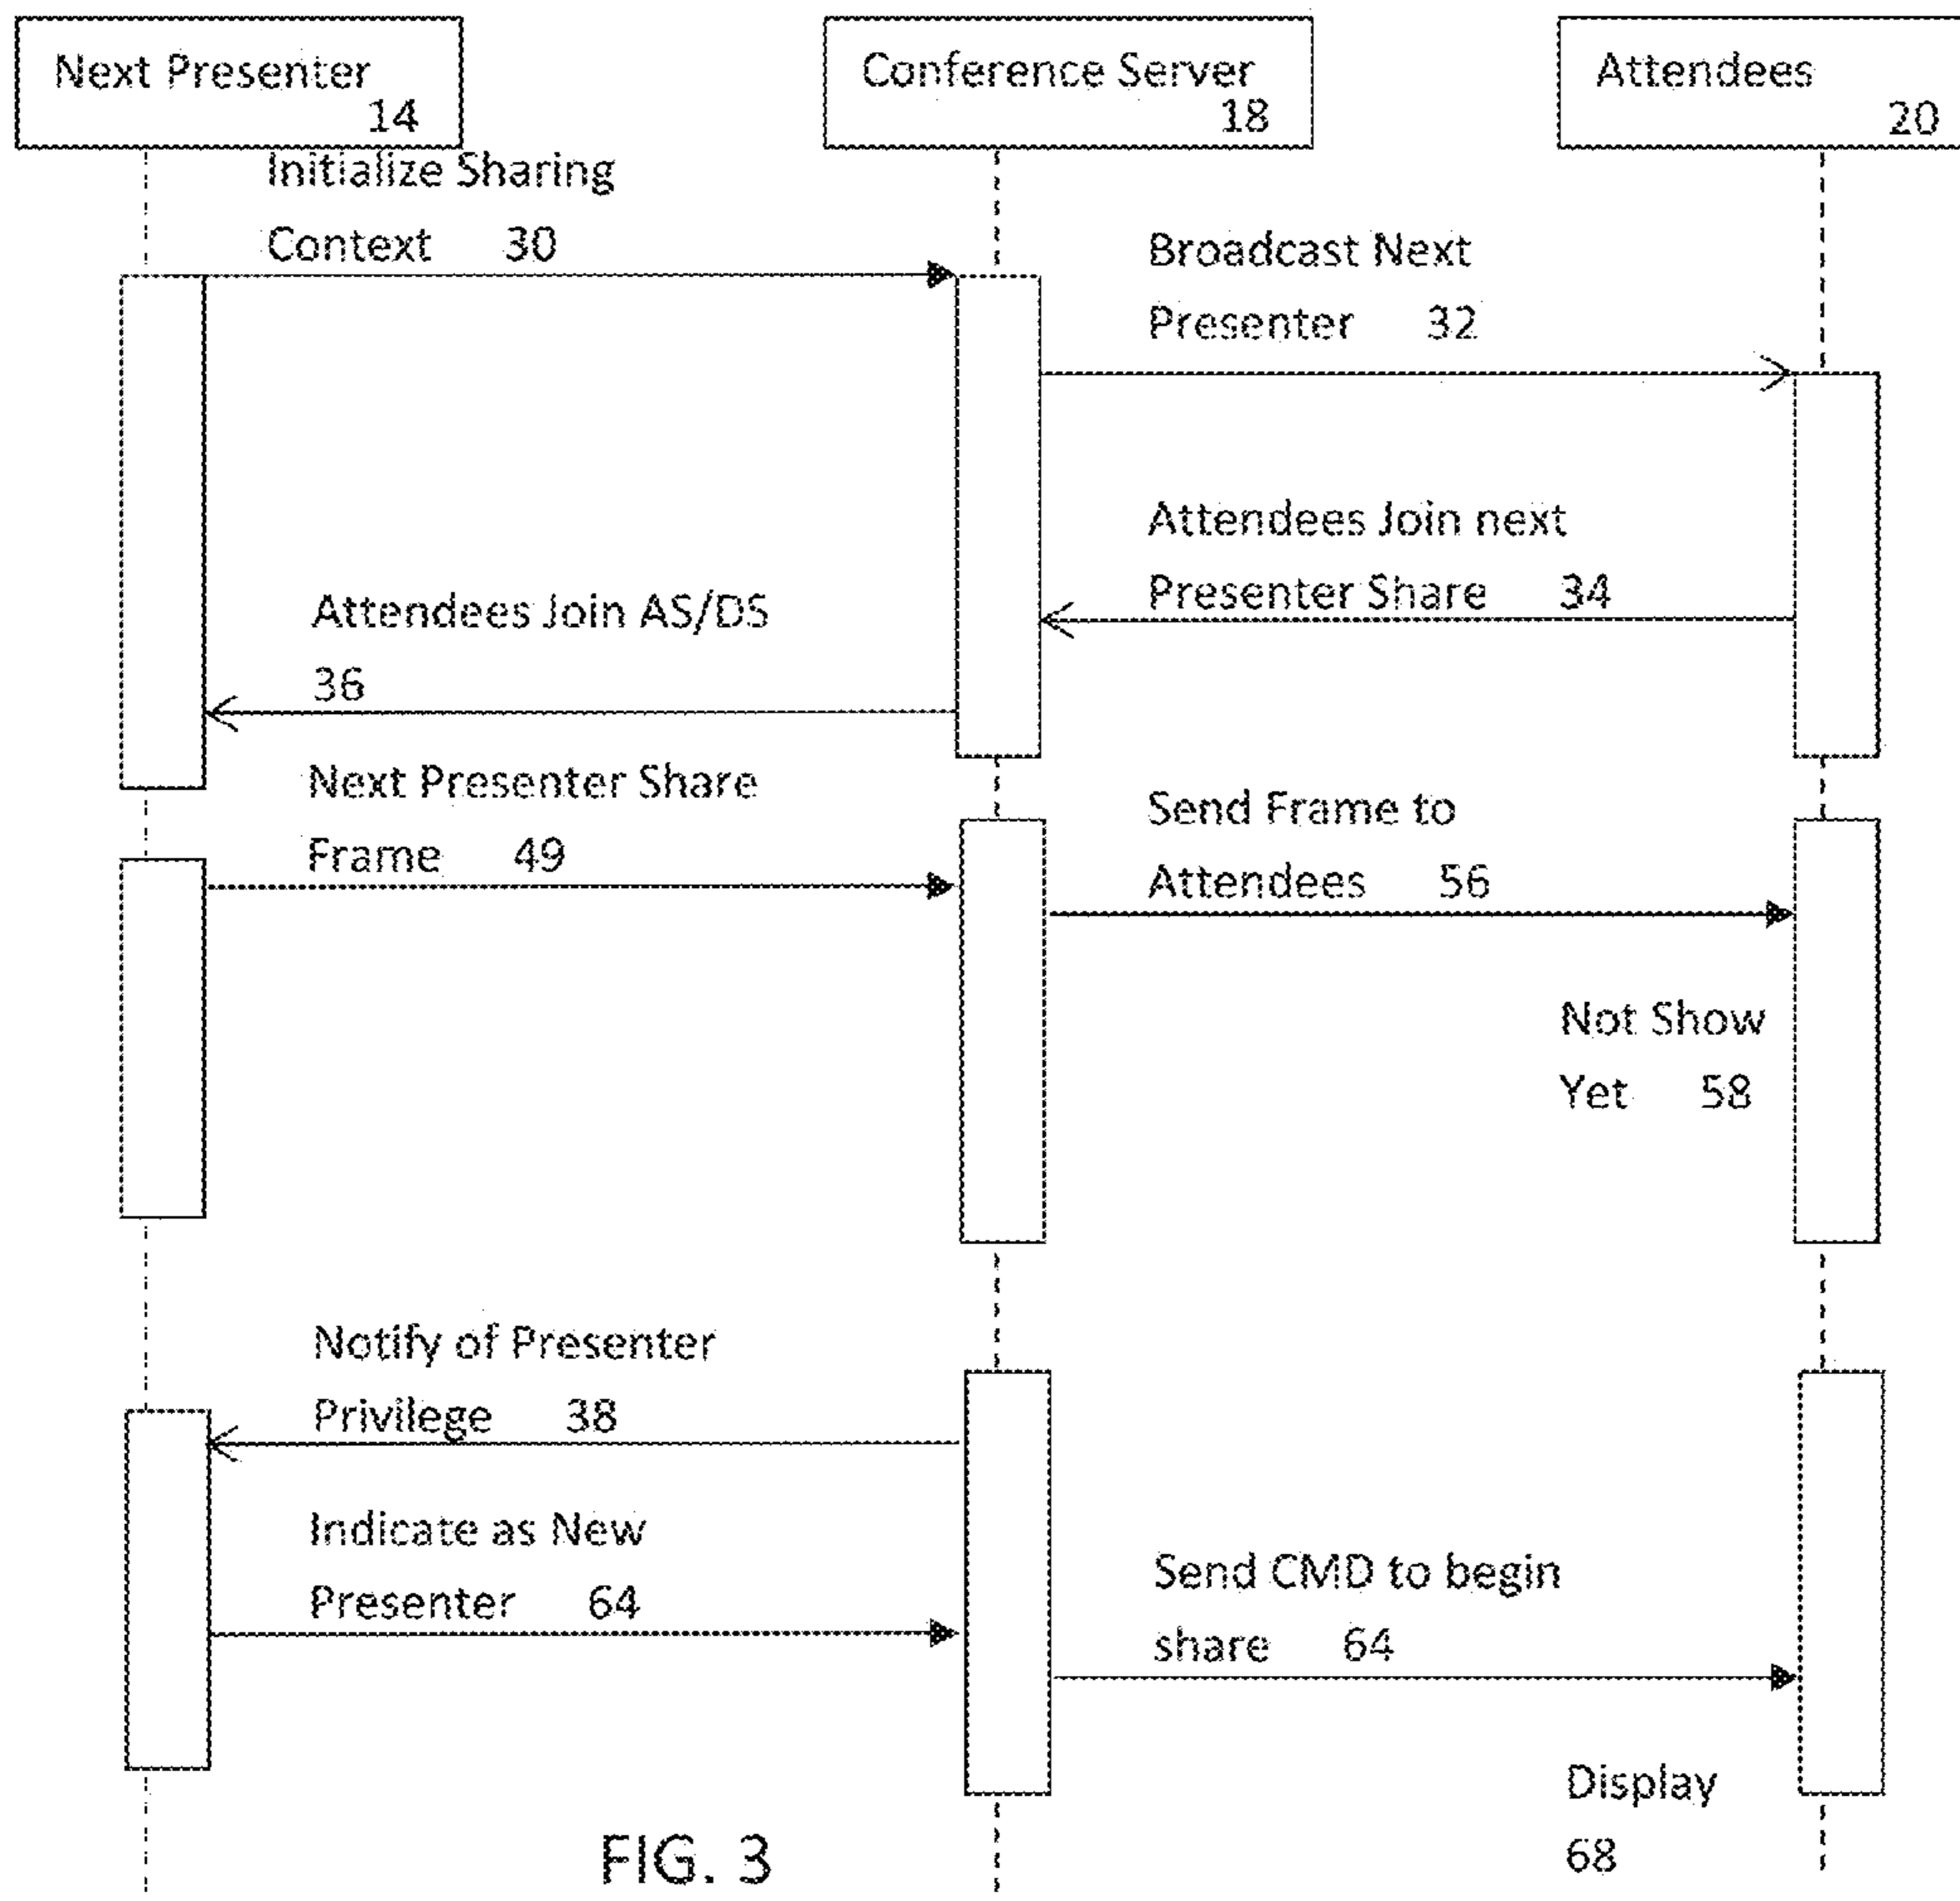 Next Presenter
14
Conference Server
18
Attendees
20
Initialize Sharing
Context 30
Broadcast Next
Presenter 32
Attendees Join next
Presenter Share 34
Attendees Join AS/DS
36
Next Presenter Share
Frame 49
Send Frame to
Attendees 56
Not Show
Yet 58
Notify of Presenter
Privilege 38
Indicate as New
Presenter 64
Send CMD to begin
share 64
Display
68
FIG. 3